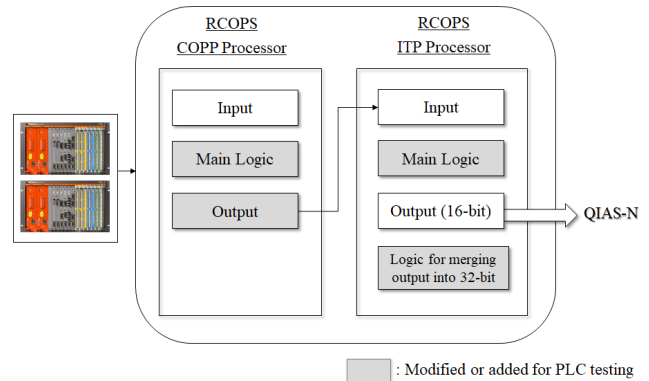 RCOPS
COPP Processor
Input
Main Logic
Output
RCOPS
ITP Processor
Input
Main Logic
Output (16-bit)
Logic for merging
output into 32-bit
QIAS-N
: Modified or added for PLC testing